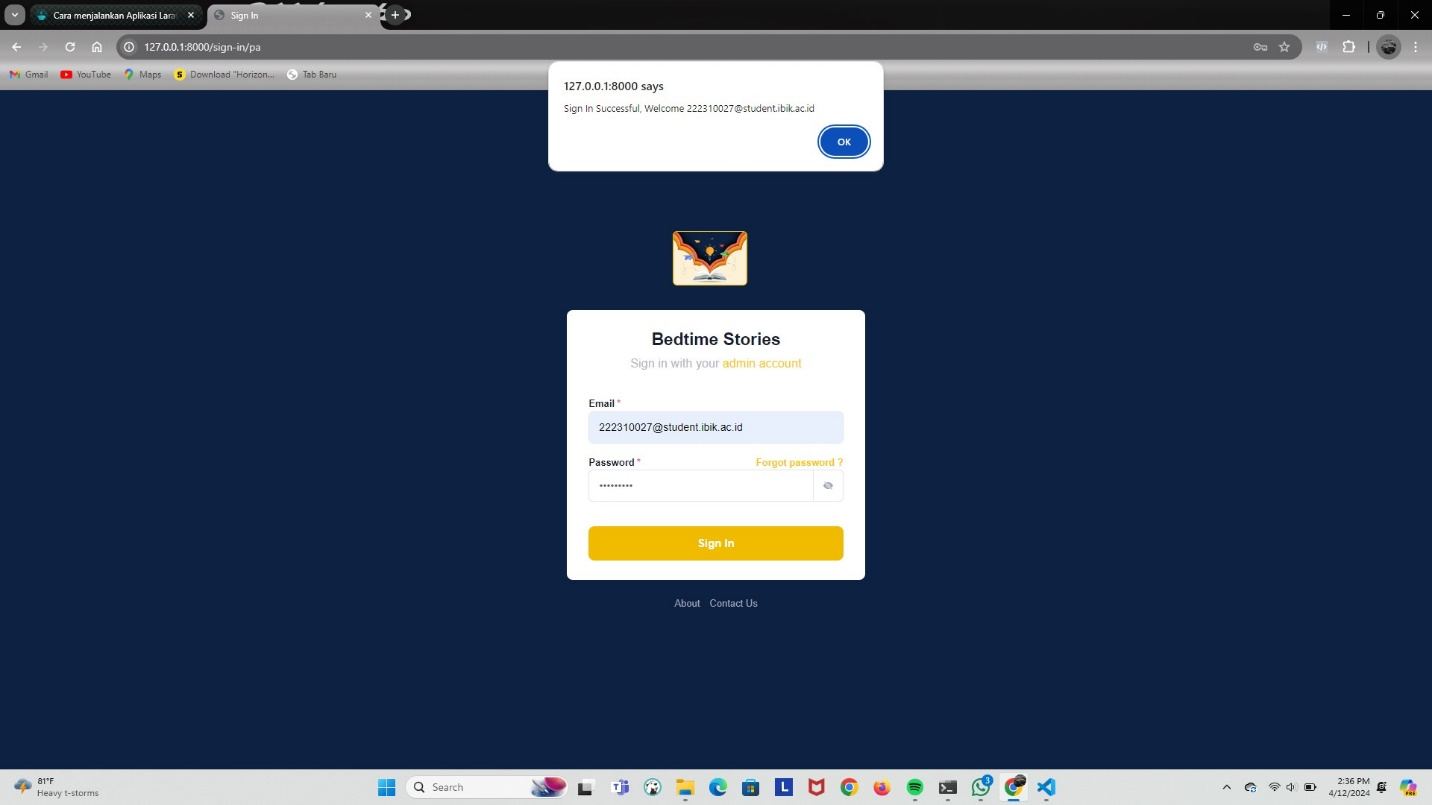 Cara menjalankan Aplikasi Lara
Sign In
127.0.0.1:8000/sign-in/pa
Gmail
YouTube
Maps
Download "Horizon...
Tab Baru
127.0.0.1:8000 says
Sign In Successful, Welcome 222310027@student.ibik.ac.id
OK
Bedtime Stories
Sign in with your admin account
Email *
222310027@student.ibik.ac.id
Password *
Forgot password ?
Sign In
About
Contact Us
81°F
Heavy t-storms
Search
3
2:36 PM
4/12/2024